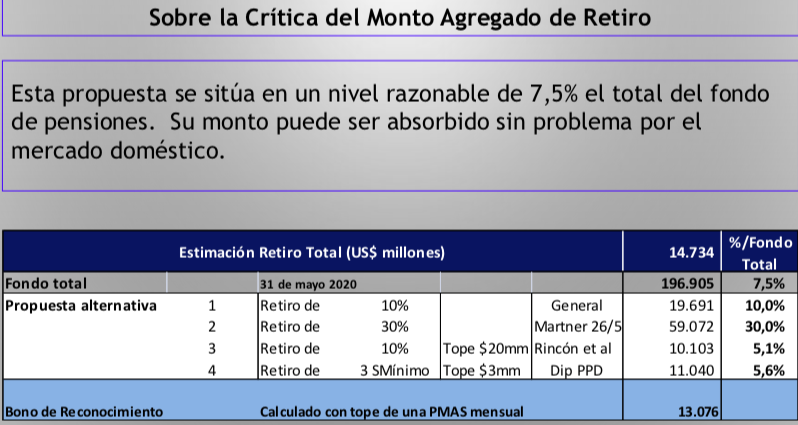 Sobre la Crítica del Monto Agregado de Retiro
Esta propuesta se sitúa en un nivel razonable de 7,5% el total del fondo
de pensiones. Su monto puede ser absorbido sin problema por el
mercado doméstico.
Estimación Retiro Total (US$ millones) 14.734 %/Fondo Total
Fondo total 31 de mayo 2020 196.905 7,5%
Propuesta alternativa 1 Retiro de 10% General 19.691 10,0%
2 Retiro de 30% Martner 26/5 59.072 30,0%
3 Retiro de 10% Tope $20mm Rincón et al 10.103 5,1%
4 Retiro de 3 SMínimo Tope $3mm Dip PPD 11.040 5,6%
Bono de Reconocimiento Calculado con tope de una PMAS mensual 13.076